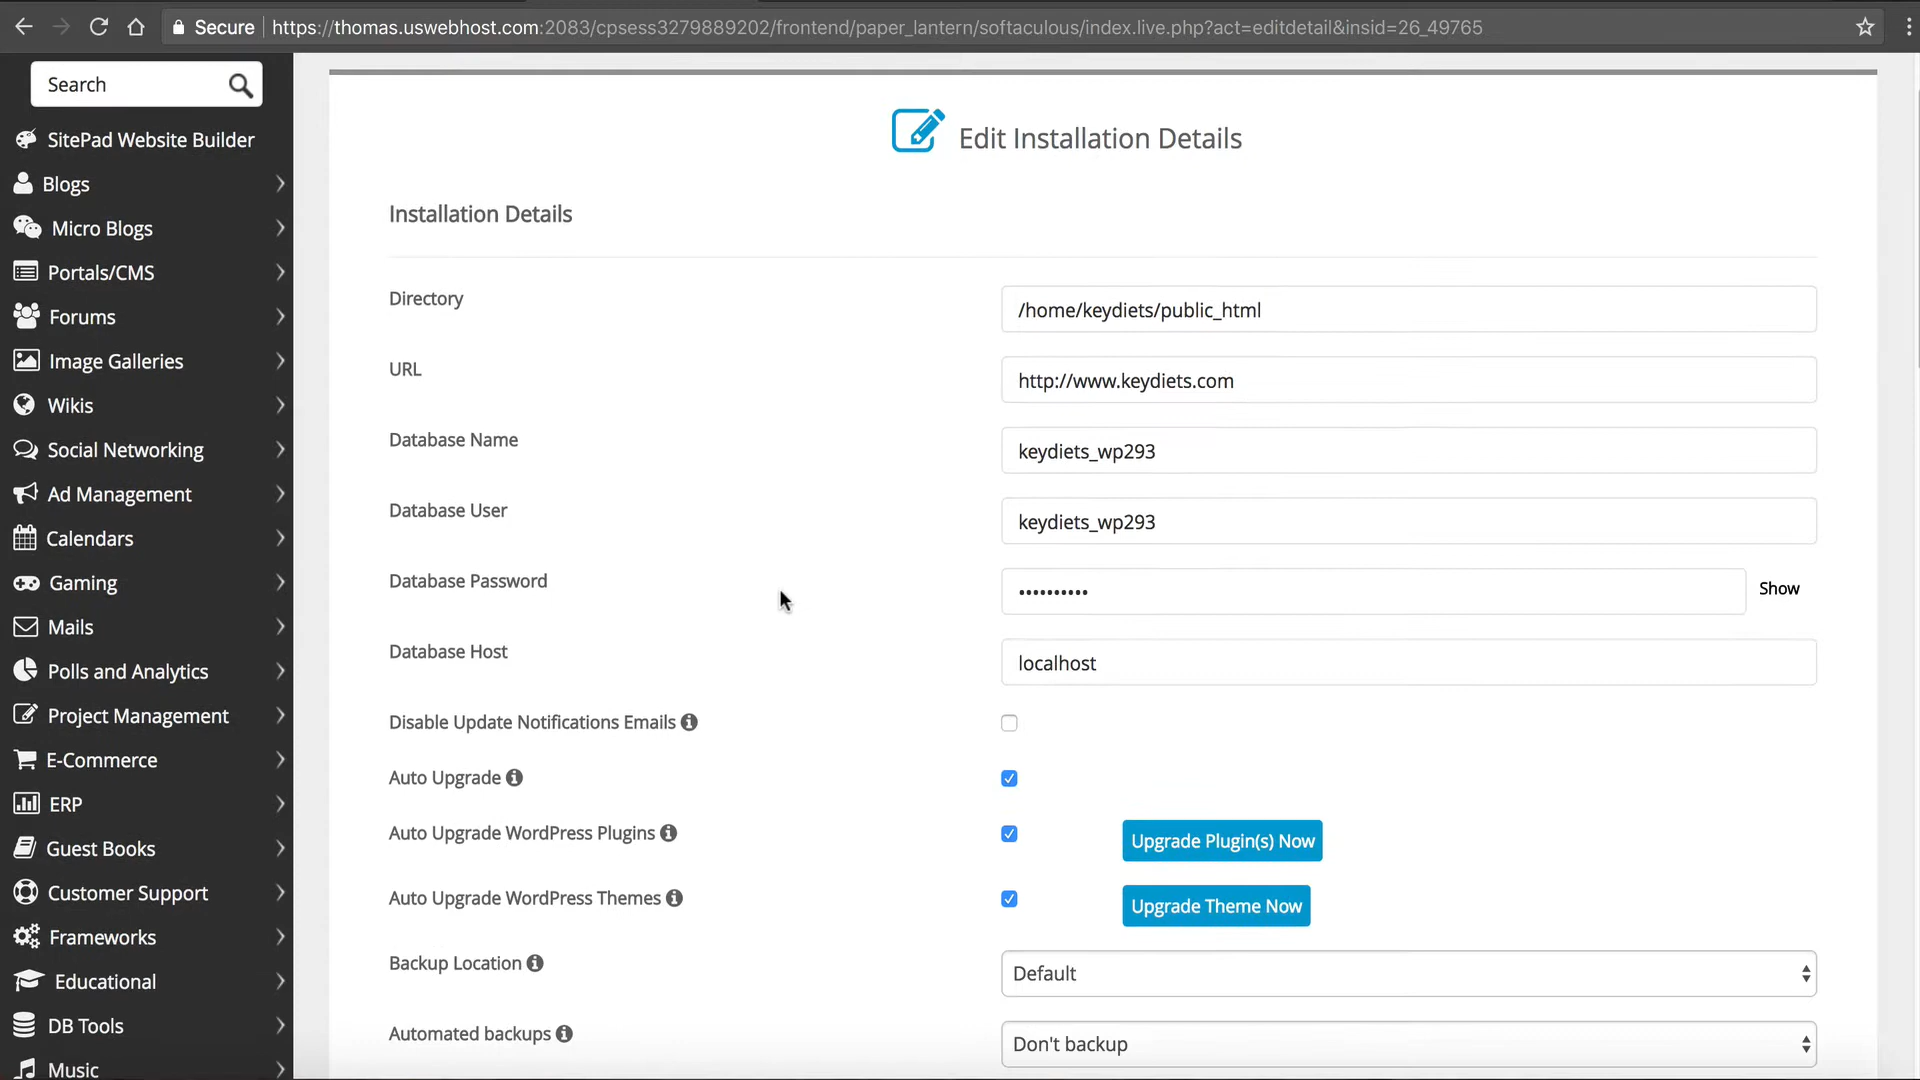 Secure https://thomas.uswebhost.com:2083/cpsess3279889202/frontend/paper_lantern/softaculous/index.live.php?act=editdetail&insid=26_49765
Search
SitePad Website Builder
Blogs
Micro Blogs
Portals/CMS
Forums
Image Galleries
Wikis
Social Networking
Ad Management
Calendars
Gaming
Mails
Polls and Analytics
Project Management
E-Commerce
ERP
Guest Books
Customer Support
Frameworks
Educational
DB Tools
Music
Edit Installation Details
Installation Details
Directory
/home/keydiets/public_html
URL
http://www.keydiets.com
Database Name
keydiets_wp293
Database User
keydiets_wp293
Database Password
•••••••••• Show
Database Host
localhost
Disable Update Notifications Emails
Auto Upgrade
Auto Upgrade WordPress Plugins
Upgrade Plugin(s) Now
Auto Upgrade WordPress Themes
Upgrade Theme Now
Backup Location
Default
Automated backups
Don't backup